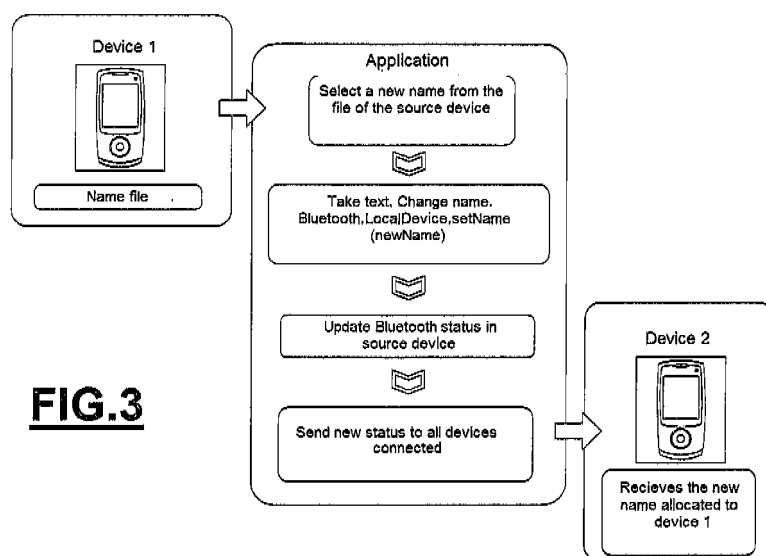 Device 1
Name file
Application
Select a new name from the
file of the source device
Take text, Change name.
Bluetooth,LocalDevice,setName
(newName)
Update Bluetooth status in
source device
Send new status to all devices
connected
Device 2
Recieves the new
name allocated to
device 1
FIG.3